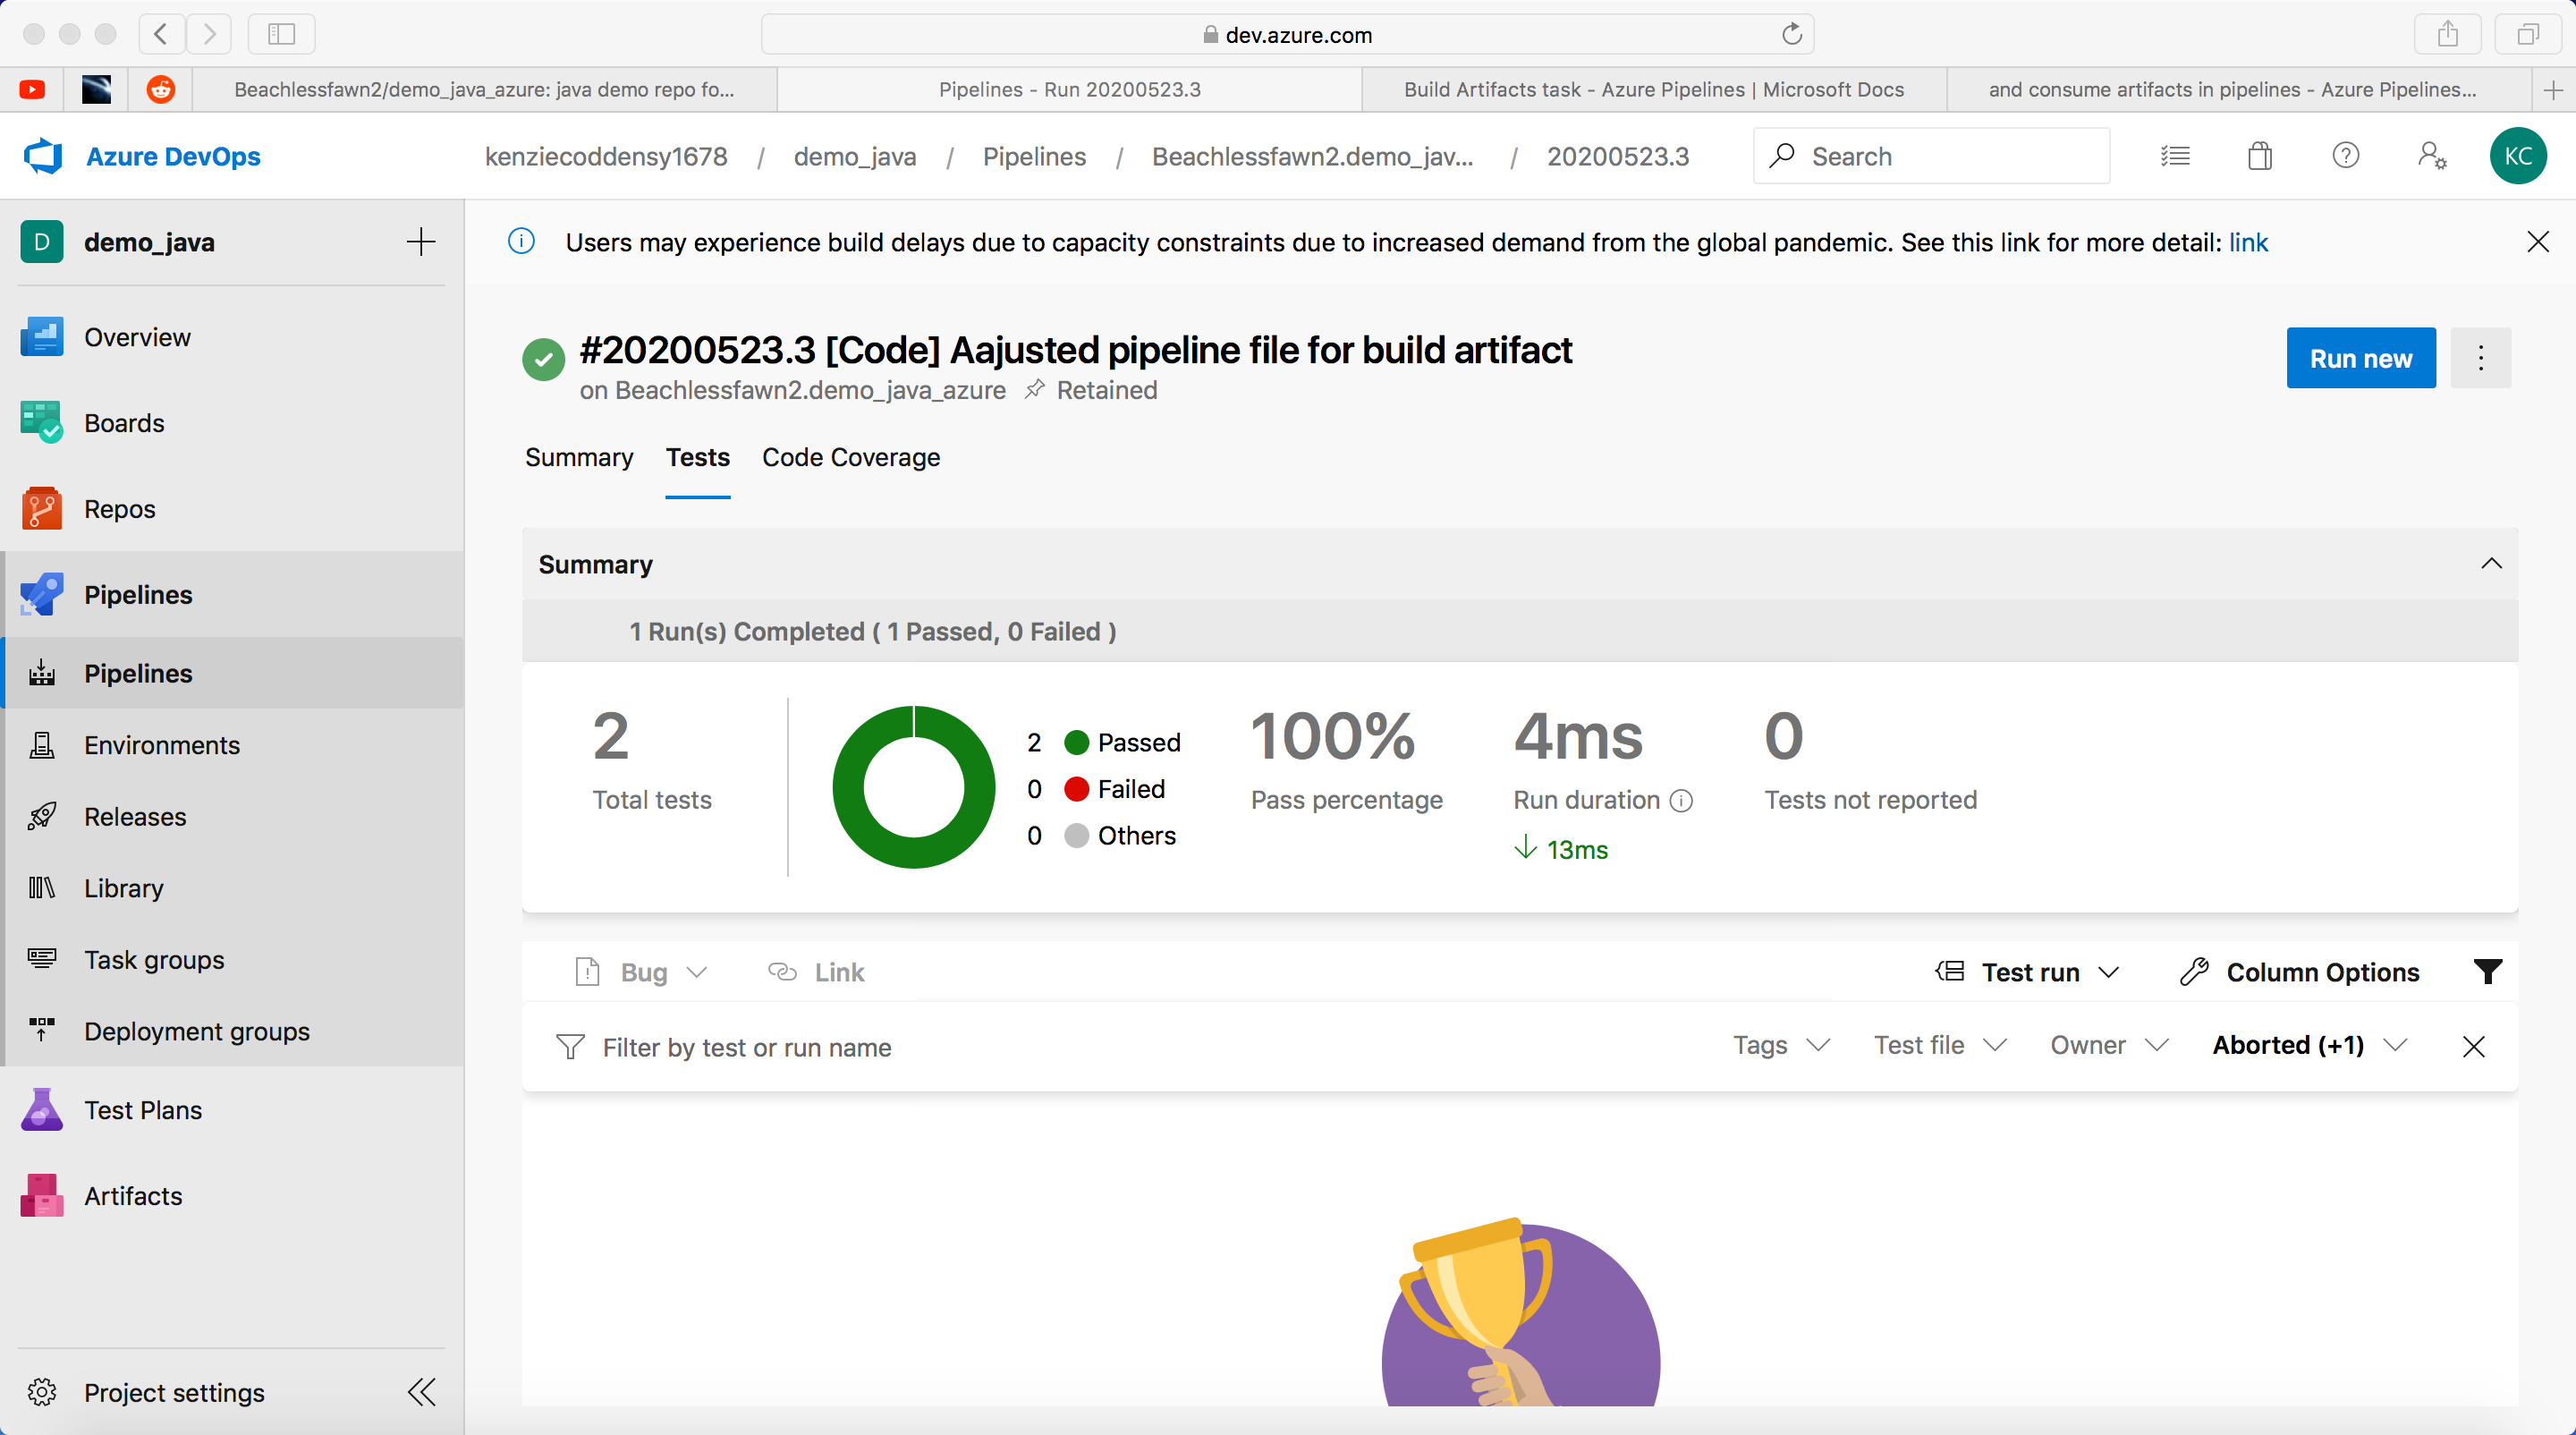 dev.azure.com
Beachlessfawn2/demo_java_azure: java demo repo fo...
Pipelines - Run 20200523.3
Build Artifacts task - Azure Pipelines | Microsoft Docs
and consume artifacts in pipelines - Azure Pipelines...
Azure DevOps
kenziecoddensy1678 / demo_java / Pipelines / Beachlessfawn2.demo_jav... / 20200523.3
Search
KC
D demo_java
Users may experience build delays due to capacity constraints due to increased demand from the global pandemic. See this link for more detail: link
Overview
Boards
Repos
Pipelines
Pipelines
Environments
Releases
Library
Task groups
Deployment groups
Test Plans
Artifacts
Project settings
#20200523.3 [Code] Aajusted pipeline file for build artifact
on Beachlessfawn2.demo_java_azure Retained
Run new
Summary Tests Code Coverage
Summary
1 Run(s) Completed ( 1 Passed, 0 Failed )
2
Total tests
2 Passed
0 Failed
0 Others
100%
Pass percentage
4ms
Run duration
13ms
0
Tests not reported
Bug Link Test run Column Options
Filter by test or run name Tags Test file Owner Aborted (+1)